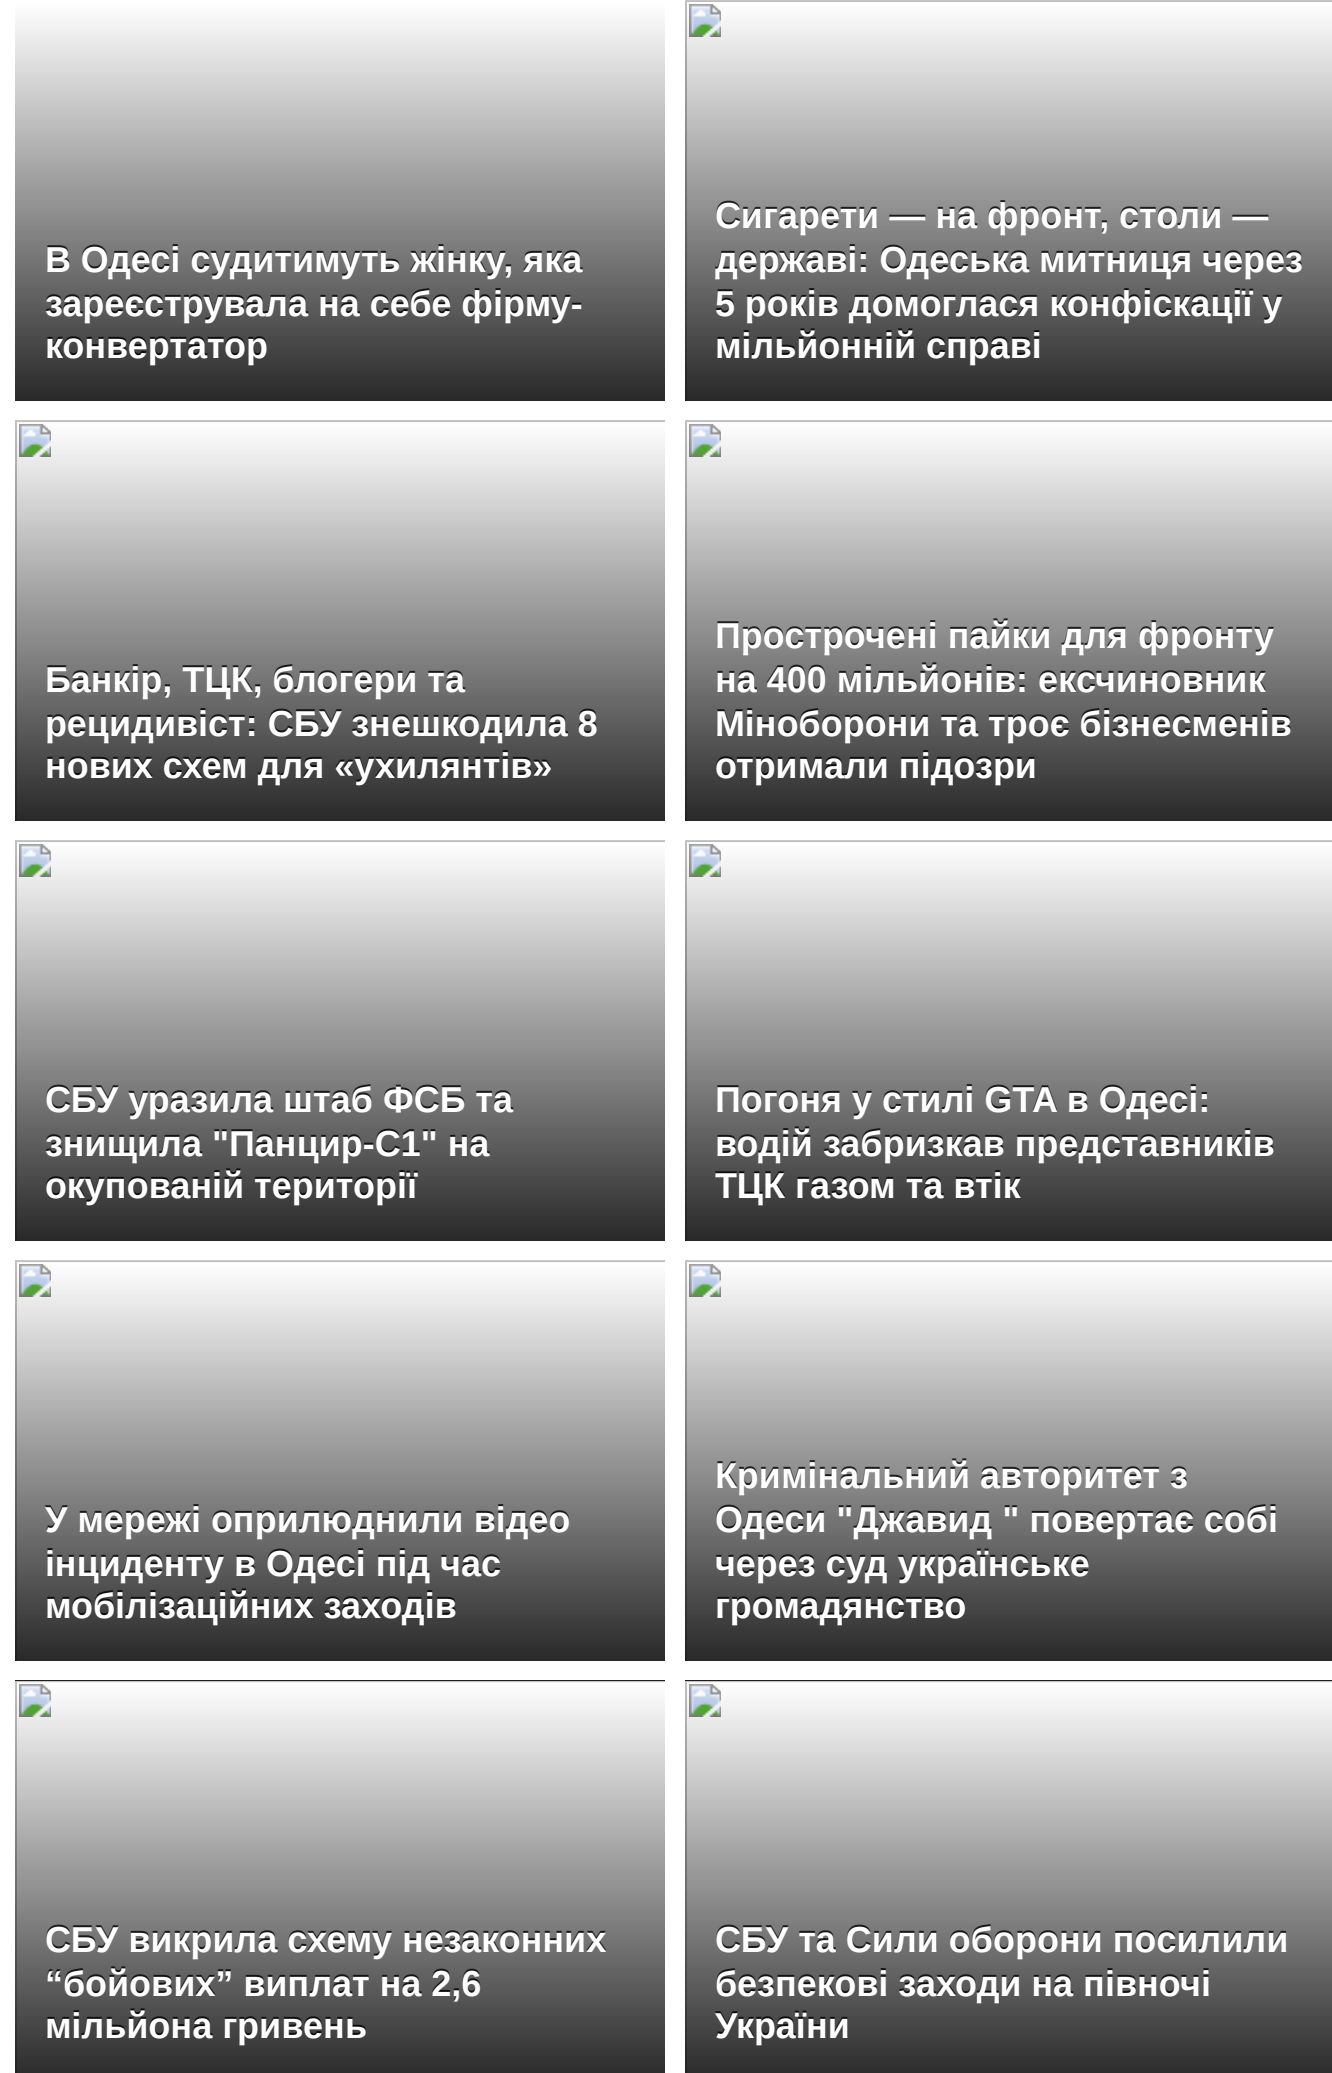 В Одесі судитимуть жінку, яка
зареєструвала на себе фірму-
конвертатор
Сигарети — на фронт, столи —
державі: Одеська митниця через
5 років домоглася конфіскації у
мільйонній справі
Банкір, ТЦК, блогери та
рецидивіст: СБУ знешкодила 8
нових схем для «ухилянтів»
Прострочені пайки для фронту
на 400 мільйонів: ексчиновник
Міноборони та троє бізнесменів
отримали підозри
СБУ уразила штаб ФСБ та
знищила "Панцир-С1" на
окупованій території
Погоня у стилі GTA в Одесі:
водій забризкав представників
ТЦК газом та втік
У мережі оприлюднили відео
інциденту в Одесі під час
мобілізаційних заходів
Кримінальний авторитет з
Одеси "Джавид " повертає собі
через суд українське
громадянство
СБУ викрила схему незаконних
“бойових” виплат на 2,6
мільйона гривень
СБУ та Сили оборони посилили
безпекові заходи на півночі
України